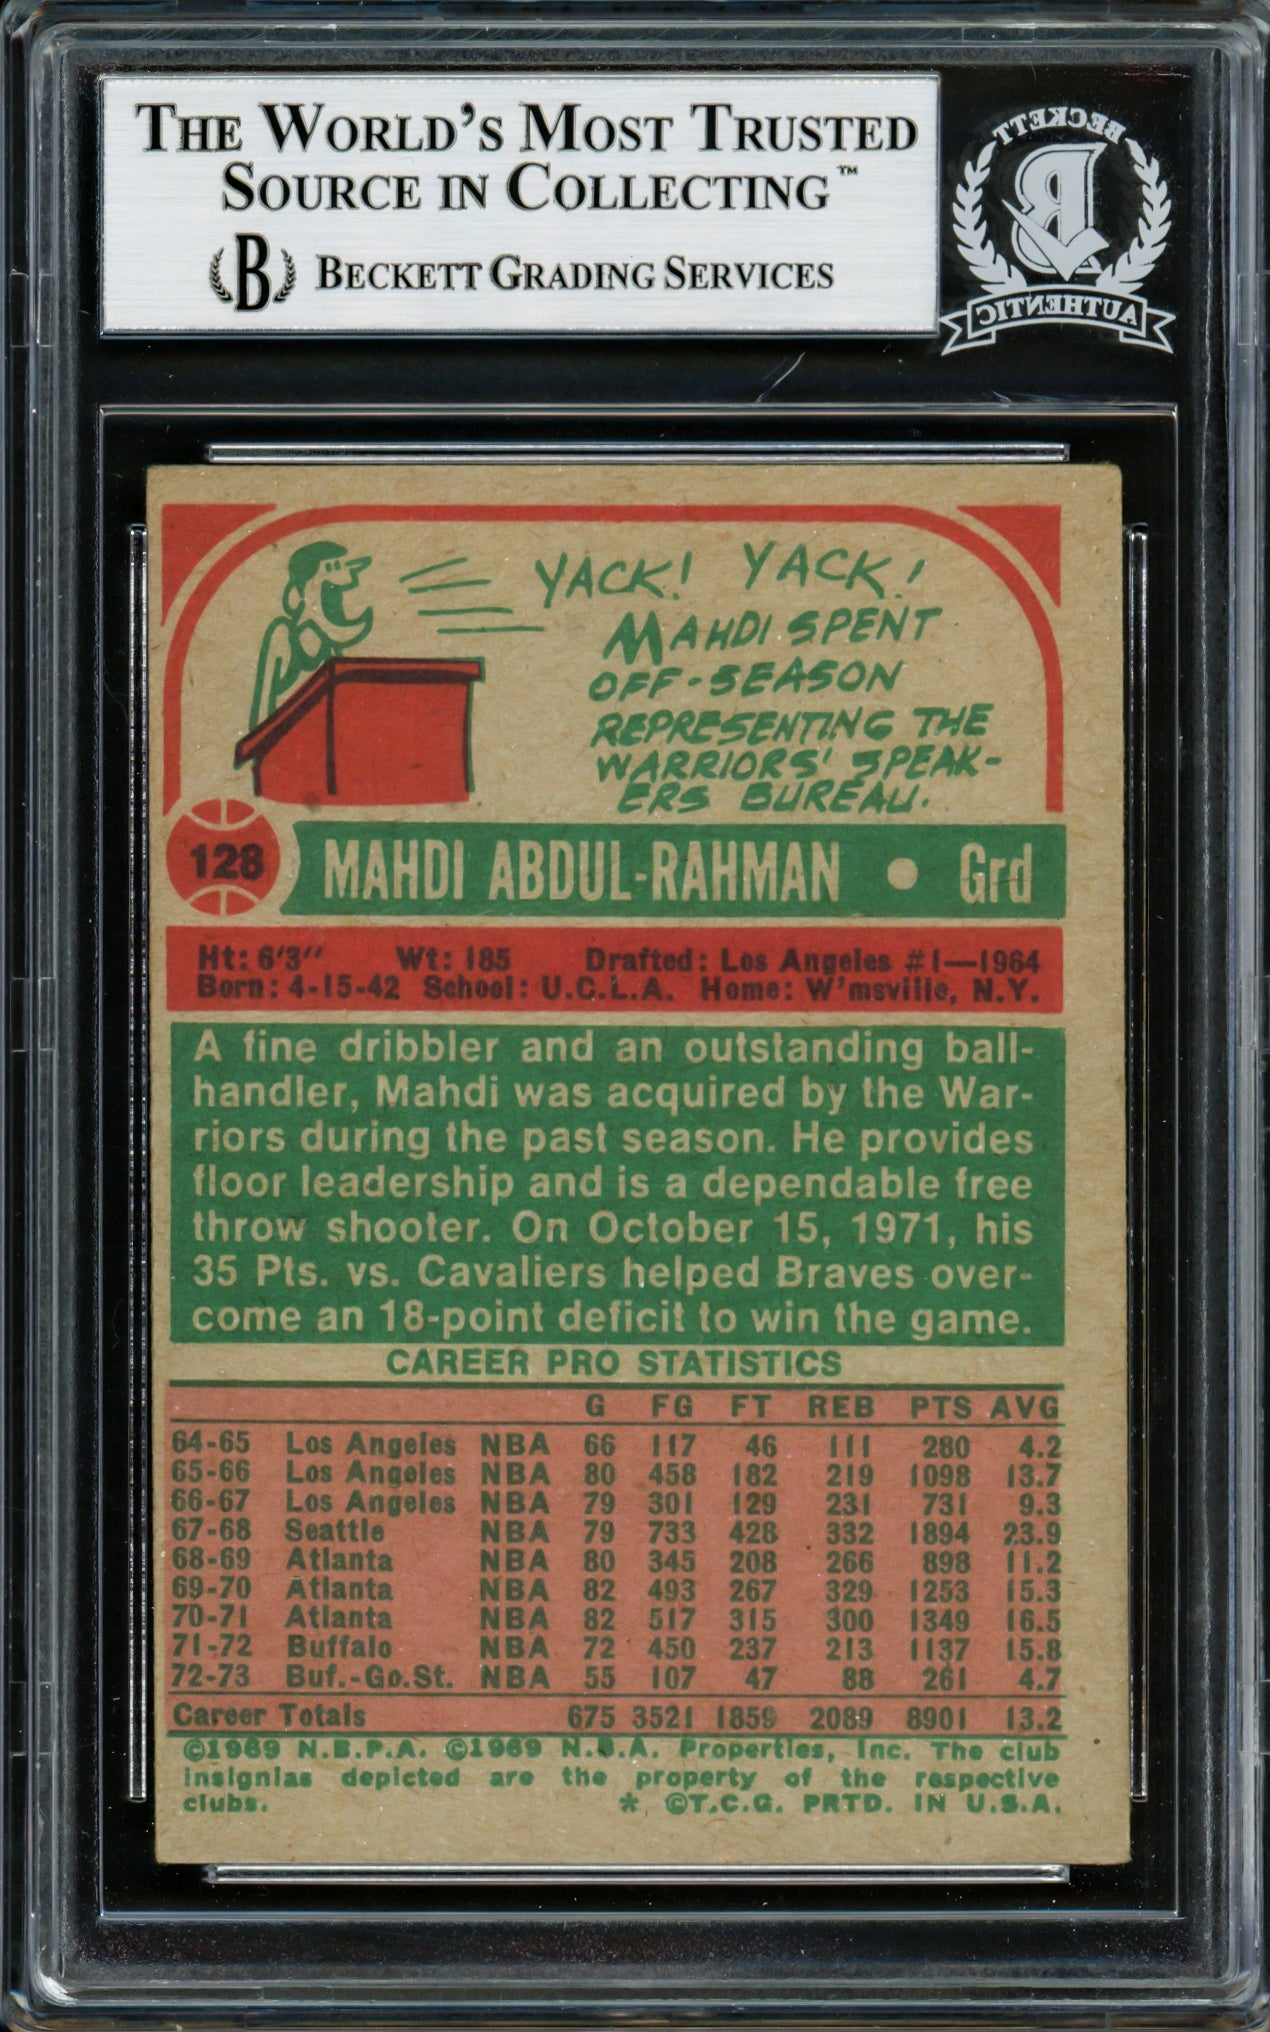 THE WORLD'S MOST TRUSTED
SOURCE IN COLLECTING™
B BECKETT GRADING SERVICES
BECKETT
B
AUTHENTIC
YACK! YACK!
MAHDI SPENT
OFF-SEASON
REPRESENTING THE
WARRIORS' SPEAK-
ERS BUREAU.
128 MAHDI ABDUL-RAHMAN • Grd
Ht: 6'3'' Wt: 185 Drafted: Los Angeles #1—1964
Born: 4-15-42 School: U.C.L.A. Home: W'msville, N.Y.
A fine dribbler and an outstanding ball-
handler, Mahdi was acquired by the War-
riors during the past season. He provides
floor leadership and is a dependable free
throw shooter. On October 15, 1971, his
35 Pts. vs. Cavaliers helped Braves over-
come an 18-point deficit to win the game.
CAREER PRO STATISTICS
G FG FT REB PTS AVG
64-65 Los Angeles NBA 66 117 46 111 280 4.2
65-66 Los Angeles NBA 80 458 182 219 1098 13.7
66-67 Los Angeles NBA 79 301 129 231 731 9.3
67-68 Seattle NBA 79 733 428 332 1894 23.9
68-69 Atlanta NBA 80 345 208 266 898 11.2
69-70 Atlanta NBA 82 493 267 329 1253 15.3
70-71 Atlanta NBA 82 517 315 300 1349 16.5
71-72 Buffalo NBA 72 450 237 213 1137 15.8
72-73 Buf.-Go.St. NBA 55 107 47 88 261 4.7
Career Totals 675 3521 1859 2089 8901 13.2
©1969 N.B.P.A. ©1969 N.B.A. Properties, Inc. The club
insignias depicted are the property of the respective
clubs. * ©T.C.G. PRTD. IN U.S.A.